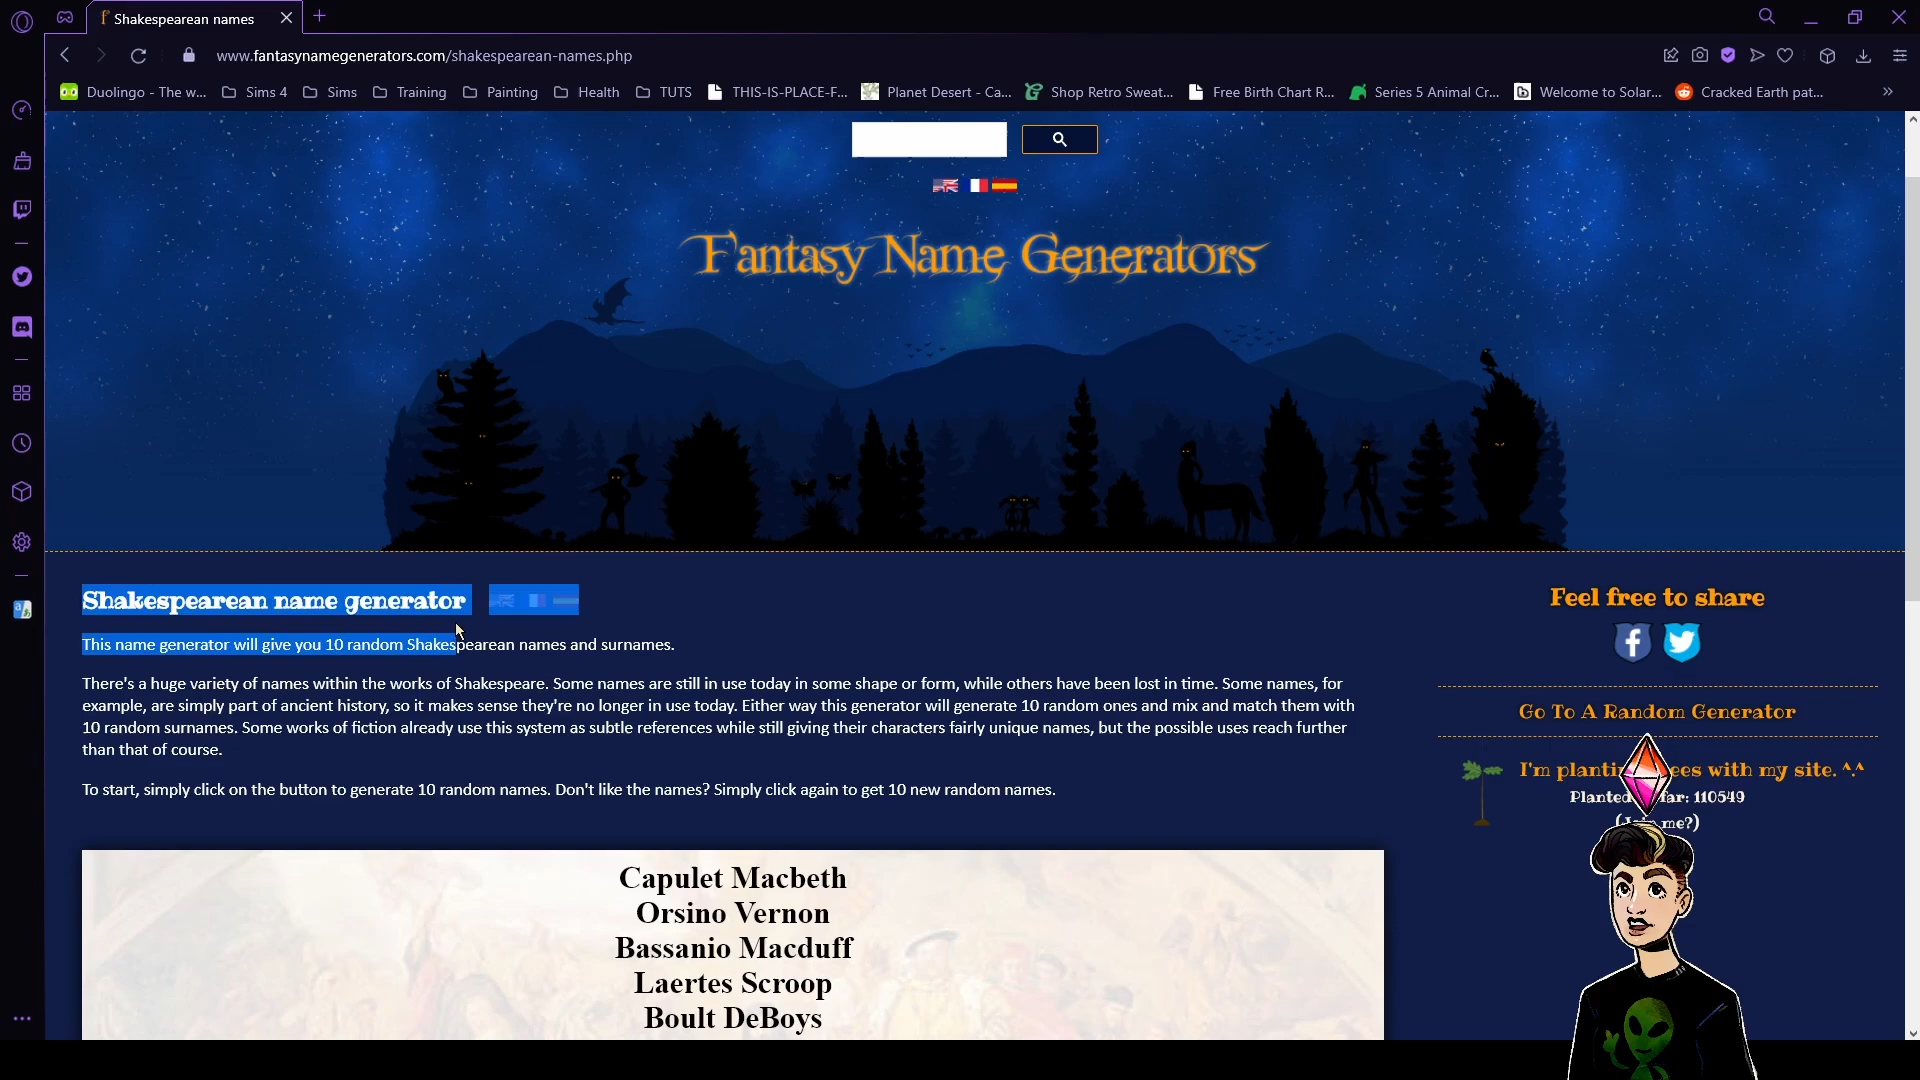 Shakespearean names
www.fantasynamegenerators.com/shakespearean-names.php
Duolingo - The w... Sims 4 Sims Training Painting Health TUTS THIS-IS-PLACE-F... Planet Desert - Ca... Shop Retro Sweat... Free Birth Chart R... Series 5 Animal Cr... Welcome to Solar... Cracked Earth pat...
Fantasy Name Generators
Shakespearean name generator
This name generator will give you 10 random Shakespearean names and surnames.
There's a huge variety of names within the works of Shakespeare. Some names are still in use today in some shape or form, while others have been lost in time. Some names, for
example, are simply part of ancient history, so it makes sense they're no longer in use today. Either way this generator will generate 10 random ones and mix and match them with
10 random surnames. Some works of fiction already use this system as subtle references while still giving their characters fairly unique names, but the possible uses reach further
than that of course.
To start, simply click on the button to generate 10 random names. Don't like the names? Simply click again to get 10 new random names.
Capulet Macbeth
Orsino Vernon
Bassanio Macduff
Laertes Scroop
Boult DeBoys
Feel free to share
Go To A Random Generator
I'm with my site. ^.^
Planted far: 110549
me?)